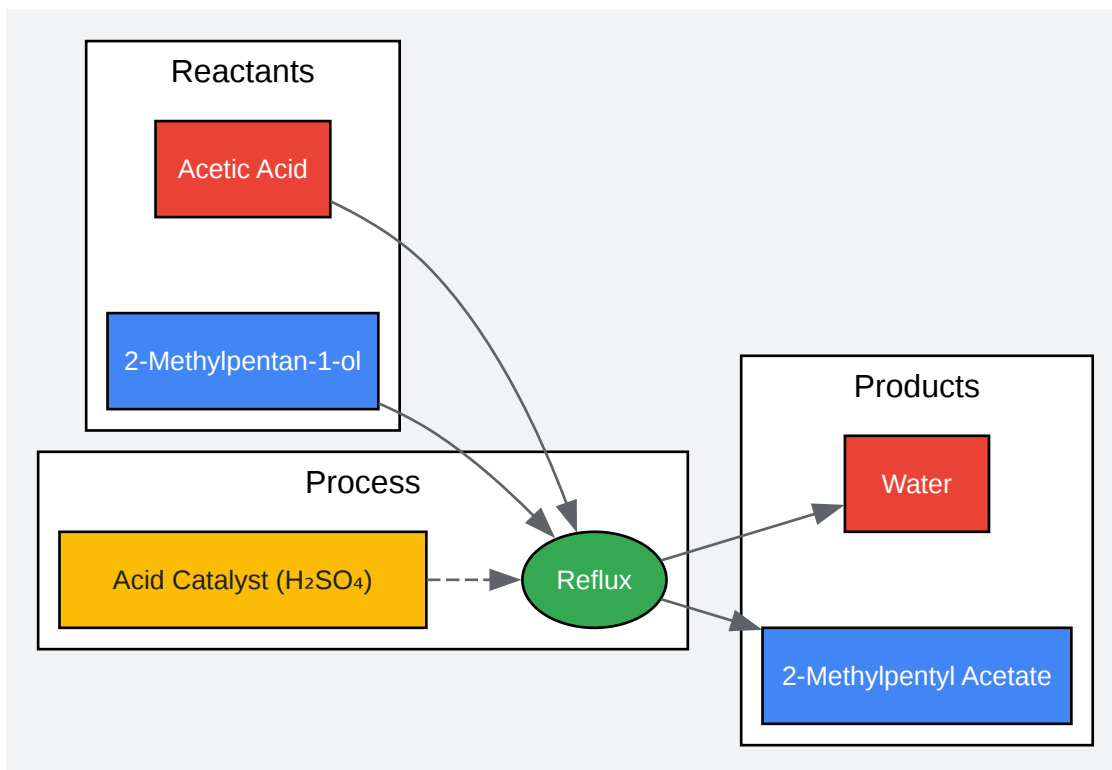 Reactants
Acetic Acid
2-Methylpentan-1-ol
Process
Acid Catalyst (H₂SO₄)
Reflux
Products
Water
2-Methylpentyl Acetate